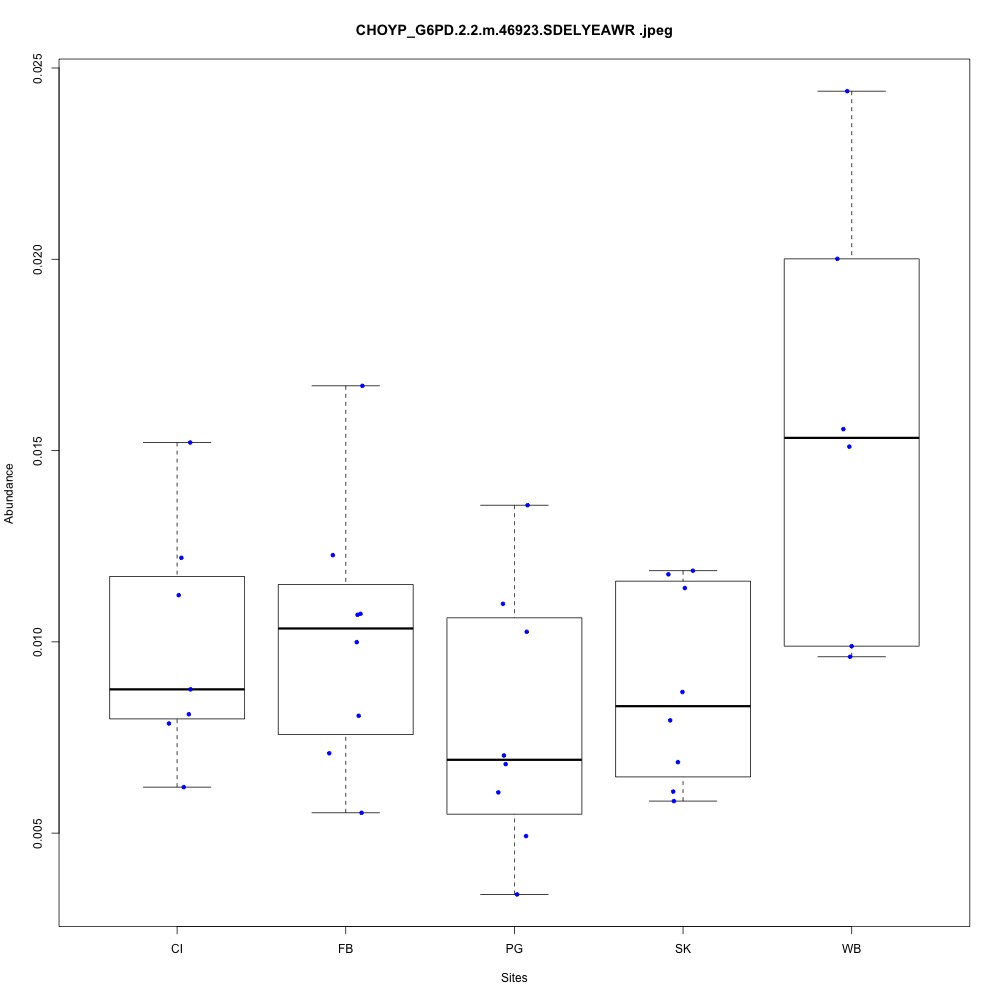 CHOYP_G6PD.2.2.m.46923.SDELYEAWR .jpeg
Abundance
0.025
0.020
0.015
0.010
0.005
CI FB PG SK WB
Sites